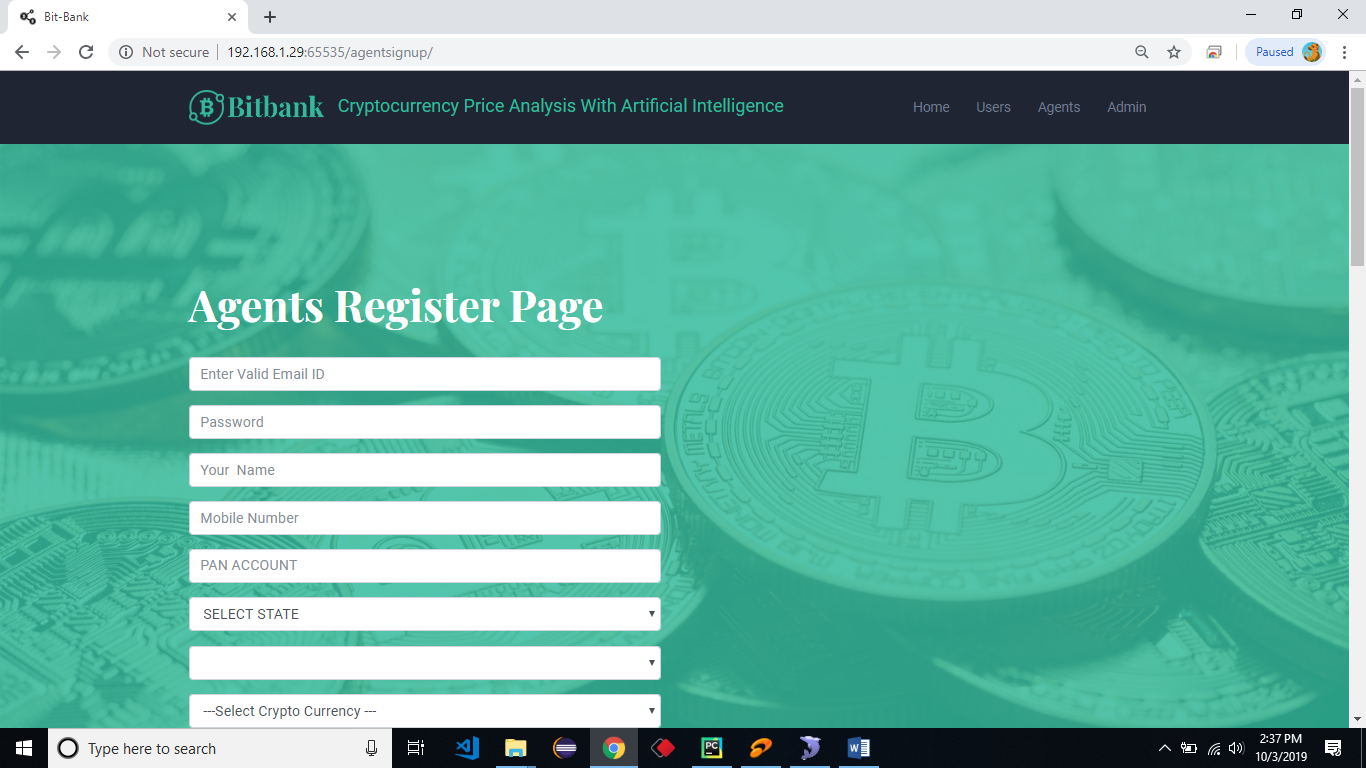 Bit-Bank
Not secure
192.168.1.29:65535/agentsignup/
Paused
Bitbank
Cryptocurrency Price Analysis With Artificial Intelligence
Home Users Agents Admin
Agents Register Page
Enter Valid Email ID
Password
Your  Name
Mobile Number
PAN ACCOUNT
SELECT STATE
---Select Crypto Currency ---
Type here to search
2:37 PM
10/3/2019